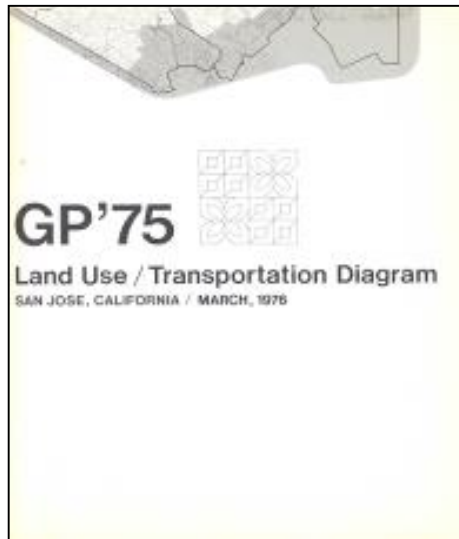 GP’75
Land Use / Transportation Diagram
SAN JOSE, CALIFORNIA / MARCH, 1976